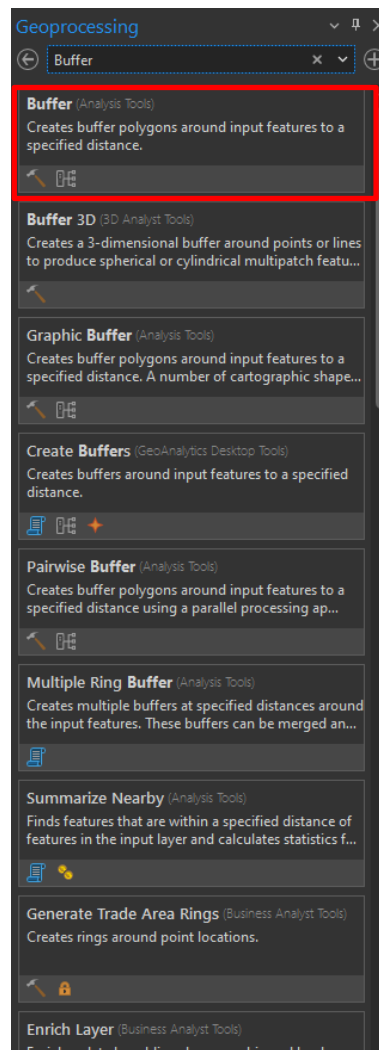 Geoprocessing
Buffer
Buffer (Analysis Tools)
Creates buffer polygons around input features to a
specified distance.
Buffer 3D (3D Analyst Tools)
Creates a 3-dimensional buffer around points or lines
to produce spherical or cylindrical multipatch featu...
Graphic Buffer (Analysis Tools)
Creates buffer polygons around input features to a
specified distance. A number of cartographic shape...
Create Buffers (GeoAnalytics Desktop Tools)
Creates buffers around input features to a specified
distance.
Pairwise Buffer (Analysis Tools)
Creates buffer polygons around input features to a
specified distance using a parallel processing ap...
Multiple Ring Buffer (Analysis Tools)
Creates multiple buffers at specified distances around
the input features. These buffers can be merged an...
Summarize Nearby (Analysis Tools)
Finds features that are within a specified distance of
features in the input layer and calculates statistics f...
Generate Trade Area Rings (Business Analyst Tools)
Creates rings around point locations.
Enrich Layer (Business Analyst Tools)